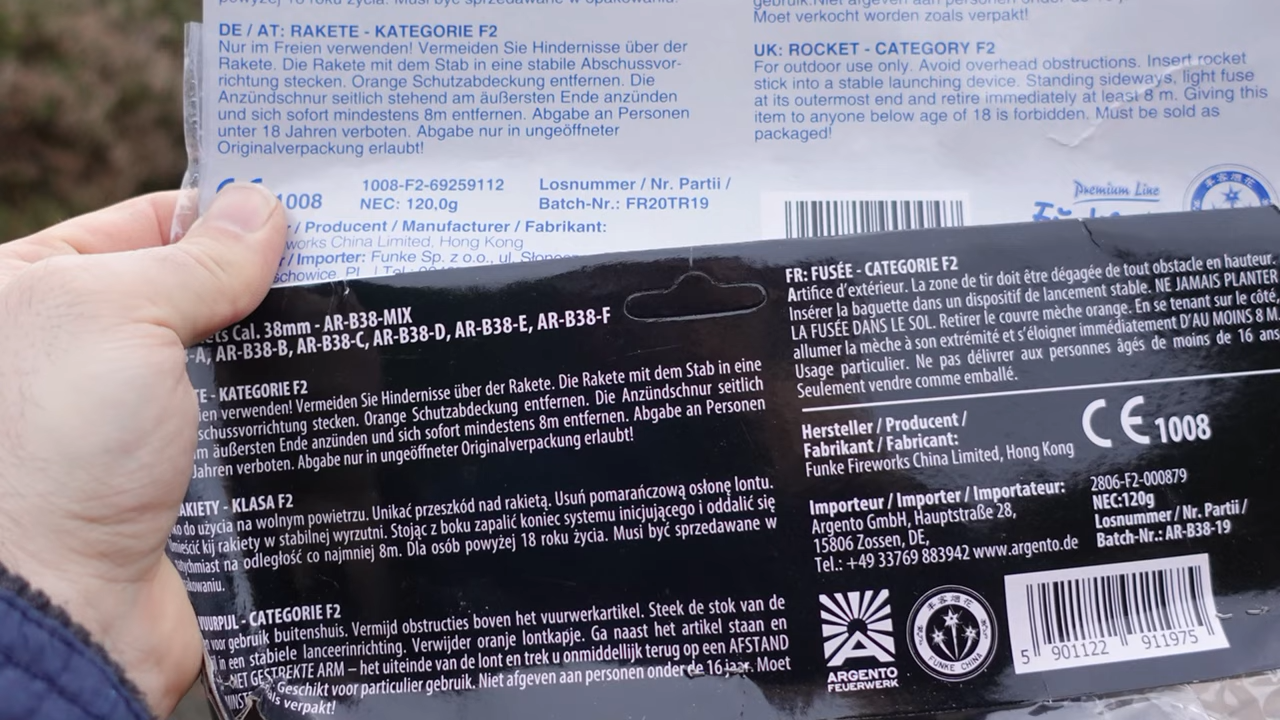 powyżej 18 roku życia. Musi być sprzedawane w opakowaniu.
DE / AT: RAKETE - KATEGORIE F2
Nur im Freien verwenden! Vermeiden Sie Hindernisse über der
Rakete. Die Rakete mit dem Stab in eine stabile Abschussvor-
richtung stecken. Orange Schutzabdeckung entfernen. Die
Anzündschnur seitlich stehend am äußersten Ende anzünden
und sich sofort mindestens 8m entfernen. Abgabe an Personen
unter 18 Jahren verboten. Abgabe nur in ungeöffneter
Originalverpackung erlaubt!
gebruik. Niet afgeven aan personen onder de
Moet verkocht worden zoals verpakt!
UK: ROCKET - CATEGORY F2
For outdoor use only. Avoid overhead obstructions. Insert rocket
stick into a stable launching device. Standing sideways, light fuse
at its outermost end and retire immediately at least 8 m. Giving this
item to anyone below age of 18 is forbidden. Must be sold as
packaged!
CE 1008
1008-F2-69259112
NEC: 120,0g
Losnummer / Nr. Partii /
Batch-Nr.: FR20TR19
/ Producent / Manufacturer / Fabrikant:
works China Limited, Hong Kong
/ Importer: Funke Sp. z o.o., ul.
Premium Line
Cal. 38mm - AR-B38-MIX
-A, AR-B38-B, AR-B38-C, AR-B38-D, AR-B38-E, AR-B38-F
- KATEGORIE F2
verwenden! Vermeiden Sie Hindernisse über der Rakete. Die Rakete mit dem Stab in eine
schussvorrichtung stecken. Orange Schutzabdeckung entfernen. Die Anzündschnur seitlich
äußersten Ende anzünden und sich sofort mindestens 8m entfernen. Abgabe an Personen
Jahren verboten. Abgabe nur in ungeöffneter Originalverpackung erlaubt!
AKIETY - KLASA F2
do użycia na wolnym powietrzu. Unikać przeszkód nad rakietą. Usuń pomarańczową osłonę lontu.
kij rakiety w stabilnej wyrzutni. Stojąc z boku zapalić koniec systemu inicjującego i oddalić się
na odległość co najmniej 8m. Dla osób powyżej 18 roku życia. Musi być sprzedawane w
VUURPIJL - CATEGORIE F2
voor gebruik buitenshuis. Vermijd obstructies boven het vuurwerkartikel. Steek de stok van de
in een stabiele lanceerinrichting. Verwijder oranje lontkapje. Ga naast het artikel staan en
MET GESTREKTE ARM – het uiteinde van de lont en trek u onmiddellijk terug op een AFSTAND
Geschikt voor particulier gebruik. Niet afgeven aan personen onder de 16 jaar. Moet
als verpakt!
FR: FUSÉE - CATEGORIE F2
Artifice d'extérieur. La zone de tir doit être dégagée de tout obstacle en hauteur.
Insérer la baguette dans un dispositif de lancement stable. NE JAMAIS PLANTER
LA FUSÉE DANS LE SOL. Retirer le couvre mèche orange. En se tenant sur le côté,
allumer la mèche à son extrémité et s'éloigner immédiatement D'AU MOINS 8 M.
Usage particulier. Ne pas délivrer aux personnes âgés de moins de 16 ans.
Seulement vendre comme emballé.
Hersteller / Producent /
Fabrikant / Fabricant:
Funke Fireworks China Limited, Hong Kong
CE 1008
Importeur / Importer / Importateur:
Argento GmbH, Hauptstraße 28,
15806 Zossen, DE,
Tel.: +49 33769 883942 www.argento.de
2806-F2-000879
NEC:120g
Losnummer / Nr. Partii /
Batch-Nr.: AR-B38-19
ARGENTO
FEUERWERK
FUNKE CHINA
5 901122 911975